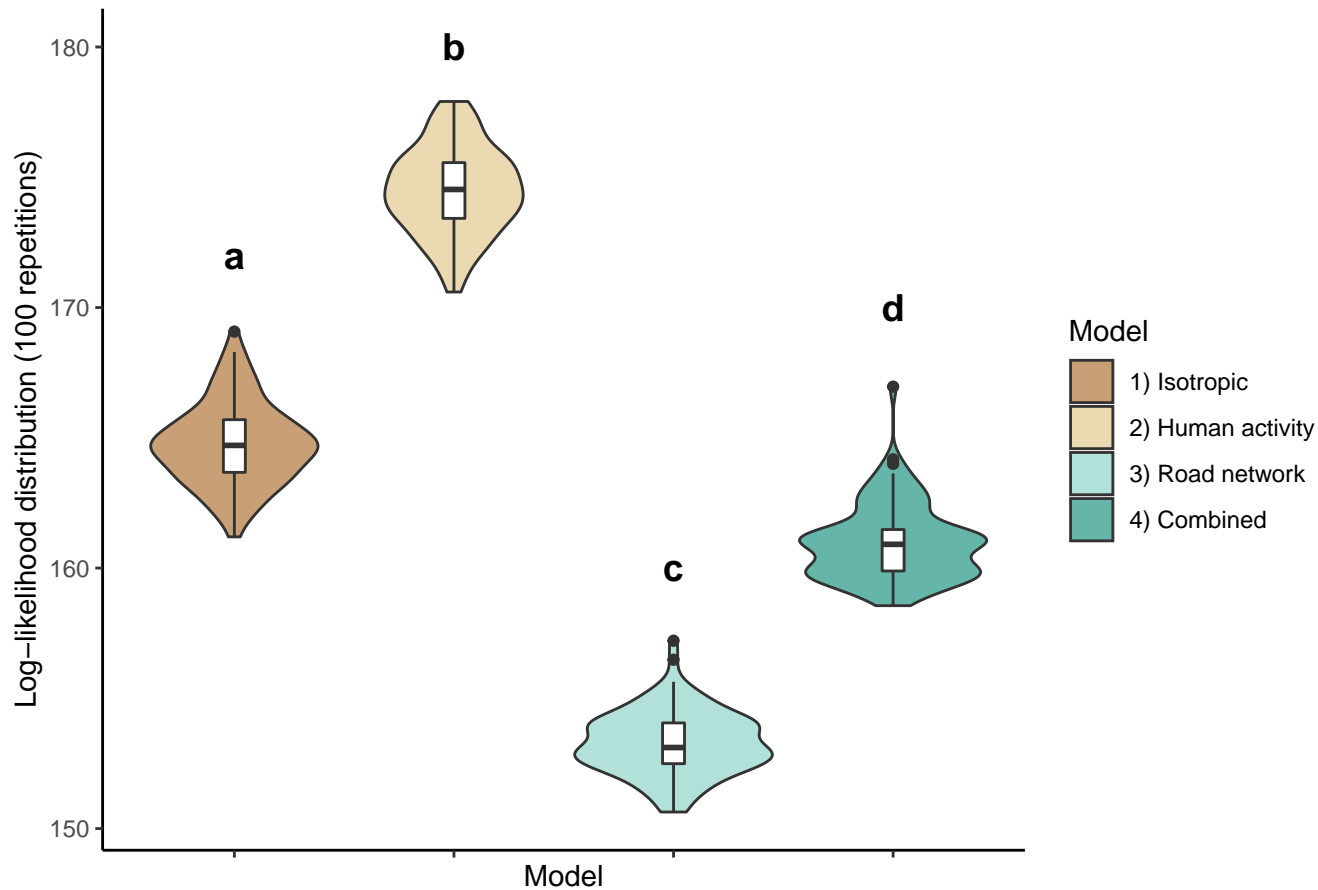 180
170
160
150
Log−likelihood distribution (100 repetitions)
a
b
c
d
Model
Model
1) Isotropic
2) Human activity
3) Road network
4) Combined